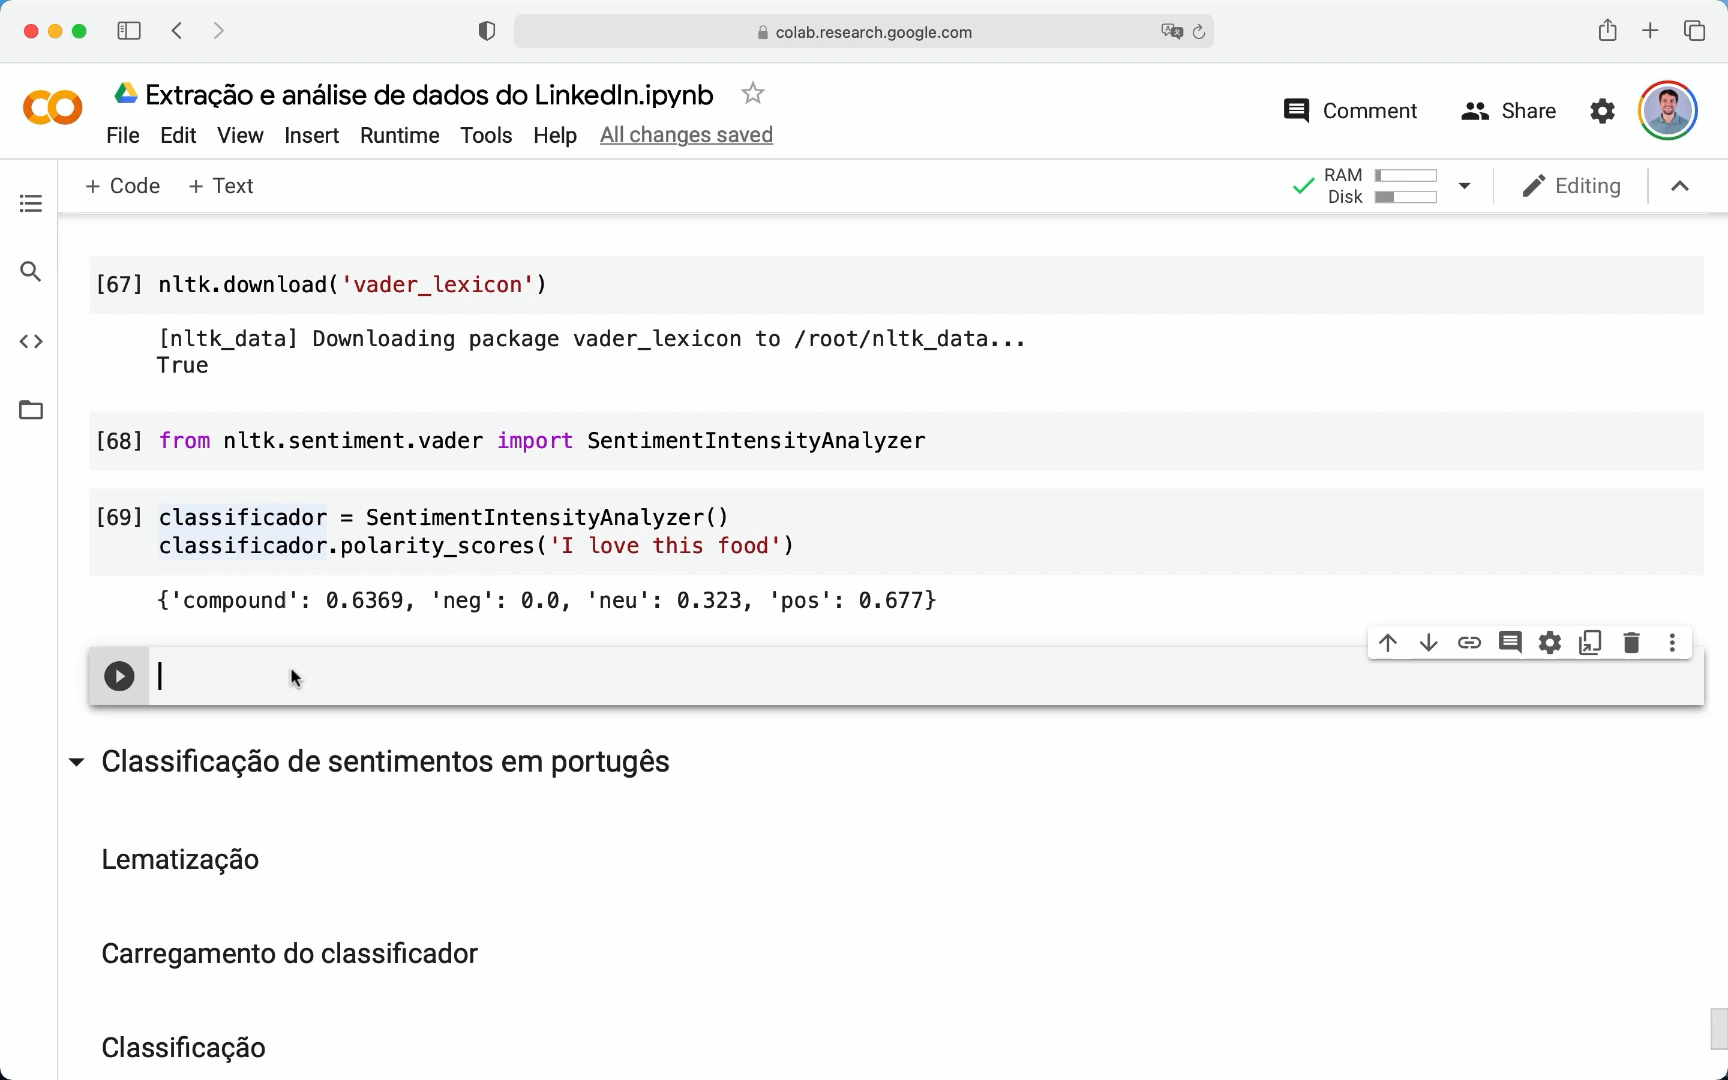 colab.research.google.com
Extração e análise de dados do LinkedIn.ipynb
Comment
Share
File Edit View Insert Runtime Tools Help All changes saved
+ Code + Text
RAM
Disk
Editing
[67] nltk.download('vader_lexicon')
[nltk_data] Downloading package vader_lexicon to /root/nltk_data...
True
[68] from nltk.sentiment.vader import SentimentIntensityAnalyzer
[69] classificador = SentimentIntensityAnalyzer()
classificador.polarity_scores('I love this food')
{'compound': 0.6369, 'neg': 0.0, 'neu': 0.323, 'pos': 0.677}
Classificação de sentimentos em portugês
Lematização
Carregamento do classificador
Classificação